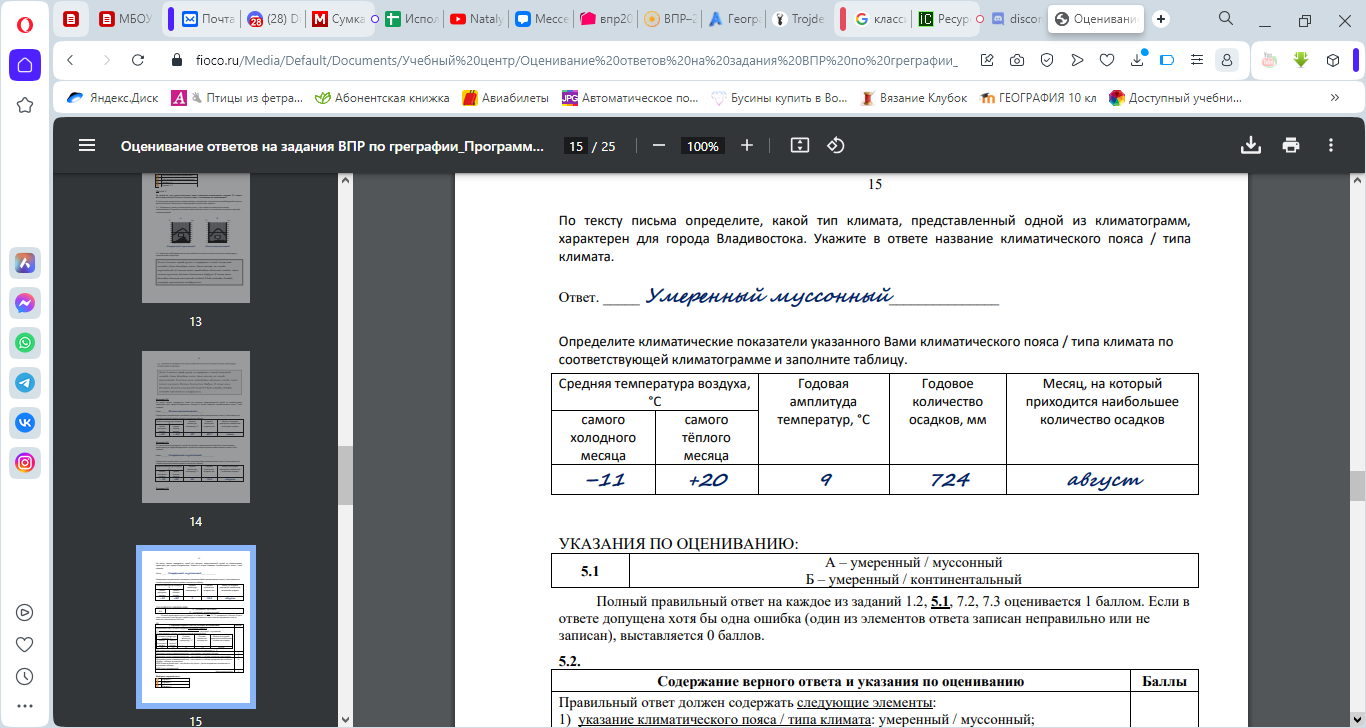 МБОУ
Почта
(28) D
Сумка
Испол
Nataly
Мессе
впр20
ВПР-2
Геогр
Trojde
класс
Ресур
discor
Оценивани
fioco.ru/Media/Default/Documents/Учебный%20центр/Оценивание%20ответов%20на%20задания%20ВПР%20по%20греграфии_
Яндекс.Диск
Птицы из фетра...
Абонентская книжка
Авиабилеты
Автоматическое по...
Бусины купить в Во...
Вязание Клубок
ГЕОГРАФИЯ 10 кл
Доступный учебни...
Оценивание ответов на задания ВПР по греграфии_Программ...
15 / 25
100%
13
14
15
15
По тексту письма определите, какой тип климата, представленный одной из климатограмм,
характерен для города Владивостока. Укажите в ответе название климатического пояса / типа
климата.
Ответ. _____ Умеренный муссонный_______________
Определите климатические показатели указанного Вами климатического пояса / типа климата по
соответствующей климатограмме и заполните таблицу.
Средняя температура воздуха, °С
самого холодного месяца
самого тёплого месяца
Годовая амплитуда температур, °С
Годовое количество осадков, мм
Месяц, на который приходится наибольшее количество осадков
–11
+20
9
724
август
УКАЗАНИЯ ПО ОЦЕНИВАНИЮ:
5.1
А – умеренный / муссонный
Б – умеренный / континентальный
Полный правильный ответ на каждое из заданий 1.2, 5.1, 7.2, 7.3 оценивается 1 баллом. Если в
ответе допущена хотя бы одна ошибка (один из элементов ответа записан неправильно или не
записан), выставляется 0 баллов.
5.2.
Содержание верного ответа и указания по оцениванию
Баллы
Правильный ответ должен содержать следующие элементы:
1) указание климатического пояса / типа климата: умеренный / муссонный;